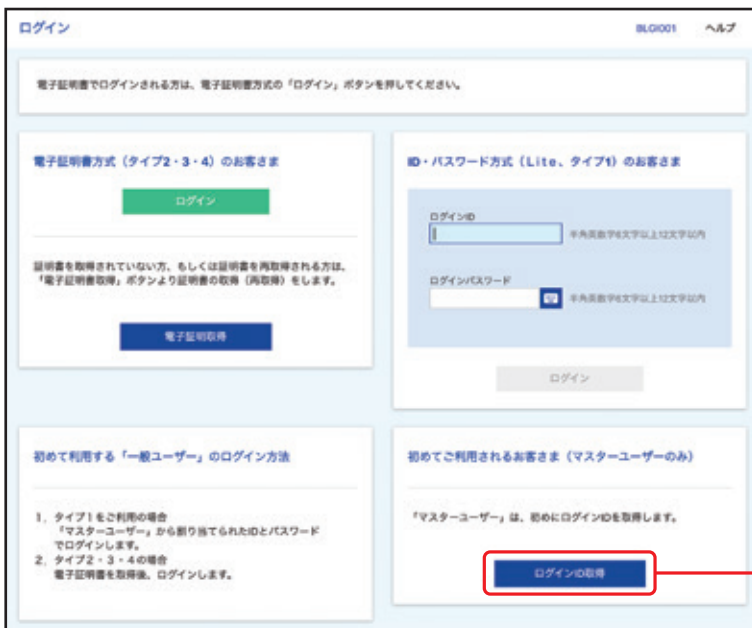 ログイン
BLGI001 ヘルプ
電子証明書でログインされる方は、電子証明書方式の「ログイン」ボタンを押してください。
電子証明書方式（タイプ2・3・4）のお客さま
ログイン
証明書を取得されていない方、もしくは証明書を再取得される方は、
「電子証明書取得」ボタンより証明書の取得（再取得）をします。
電子証明取得
ID・パスワード方式（Lite、タイプ1）のお客さま
ログインID
半角英数字6文字以上12文字以内
ログインパスワード
半角英数字6文字以上12文字以内
ログイン
初めて利用する「一般ユーザー」のログイン方法
1．タイプ1をご利用の場合
「マスターユーザー」から割り当てられたIDとパスワード
でログインします。
2．タイプ2・3・4の場合
電子証明書を取得後、ログインします。
初めてご利用されるお客さま（マスターユーザーのみ）
「マスターユーザー」は、初めにログインIDを取得します。
ログインID取得